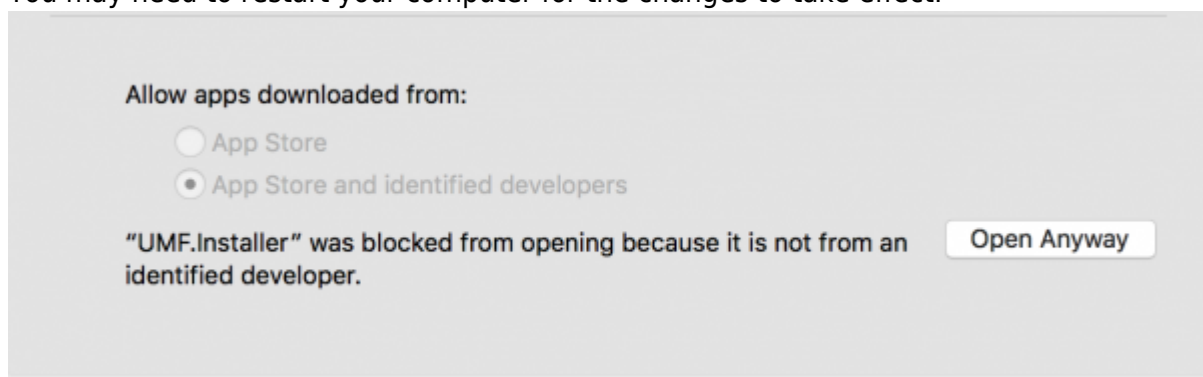 You may need to restart your computer for the changes to take effect.
Allow apps downloaded from:
App Store
App Store and identified developers
“UMF.Installer” was blocked from opening because it is not from an
Open Anyway
identified developer.